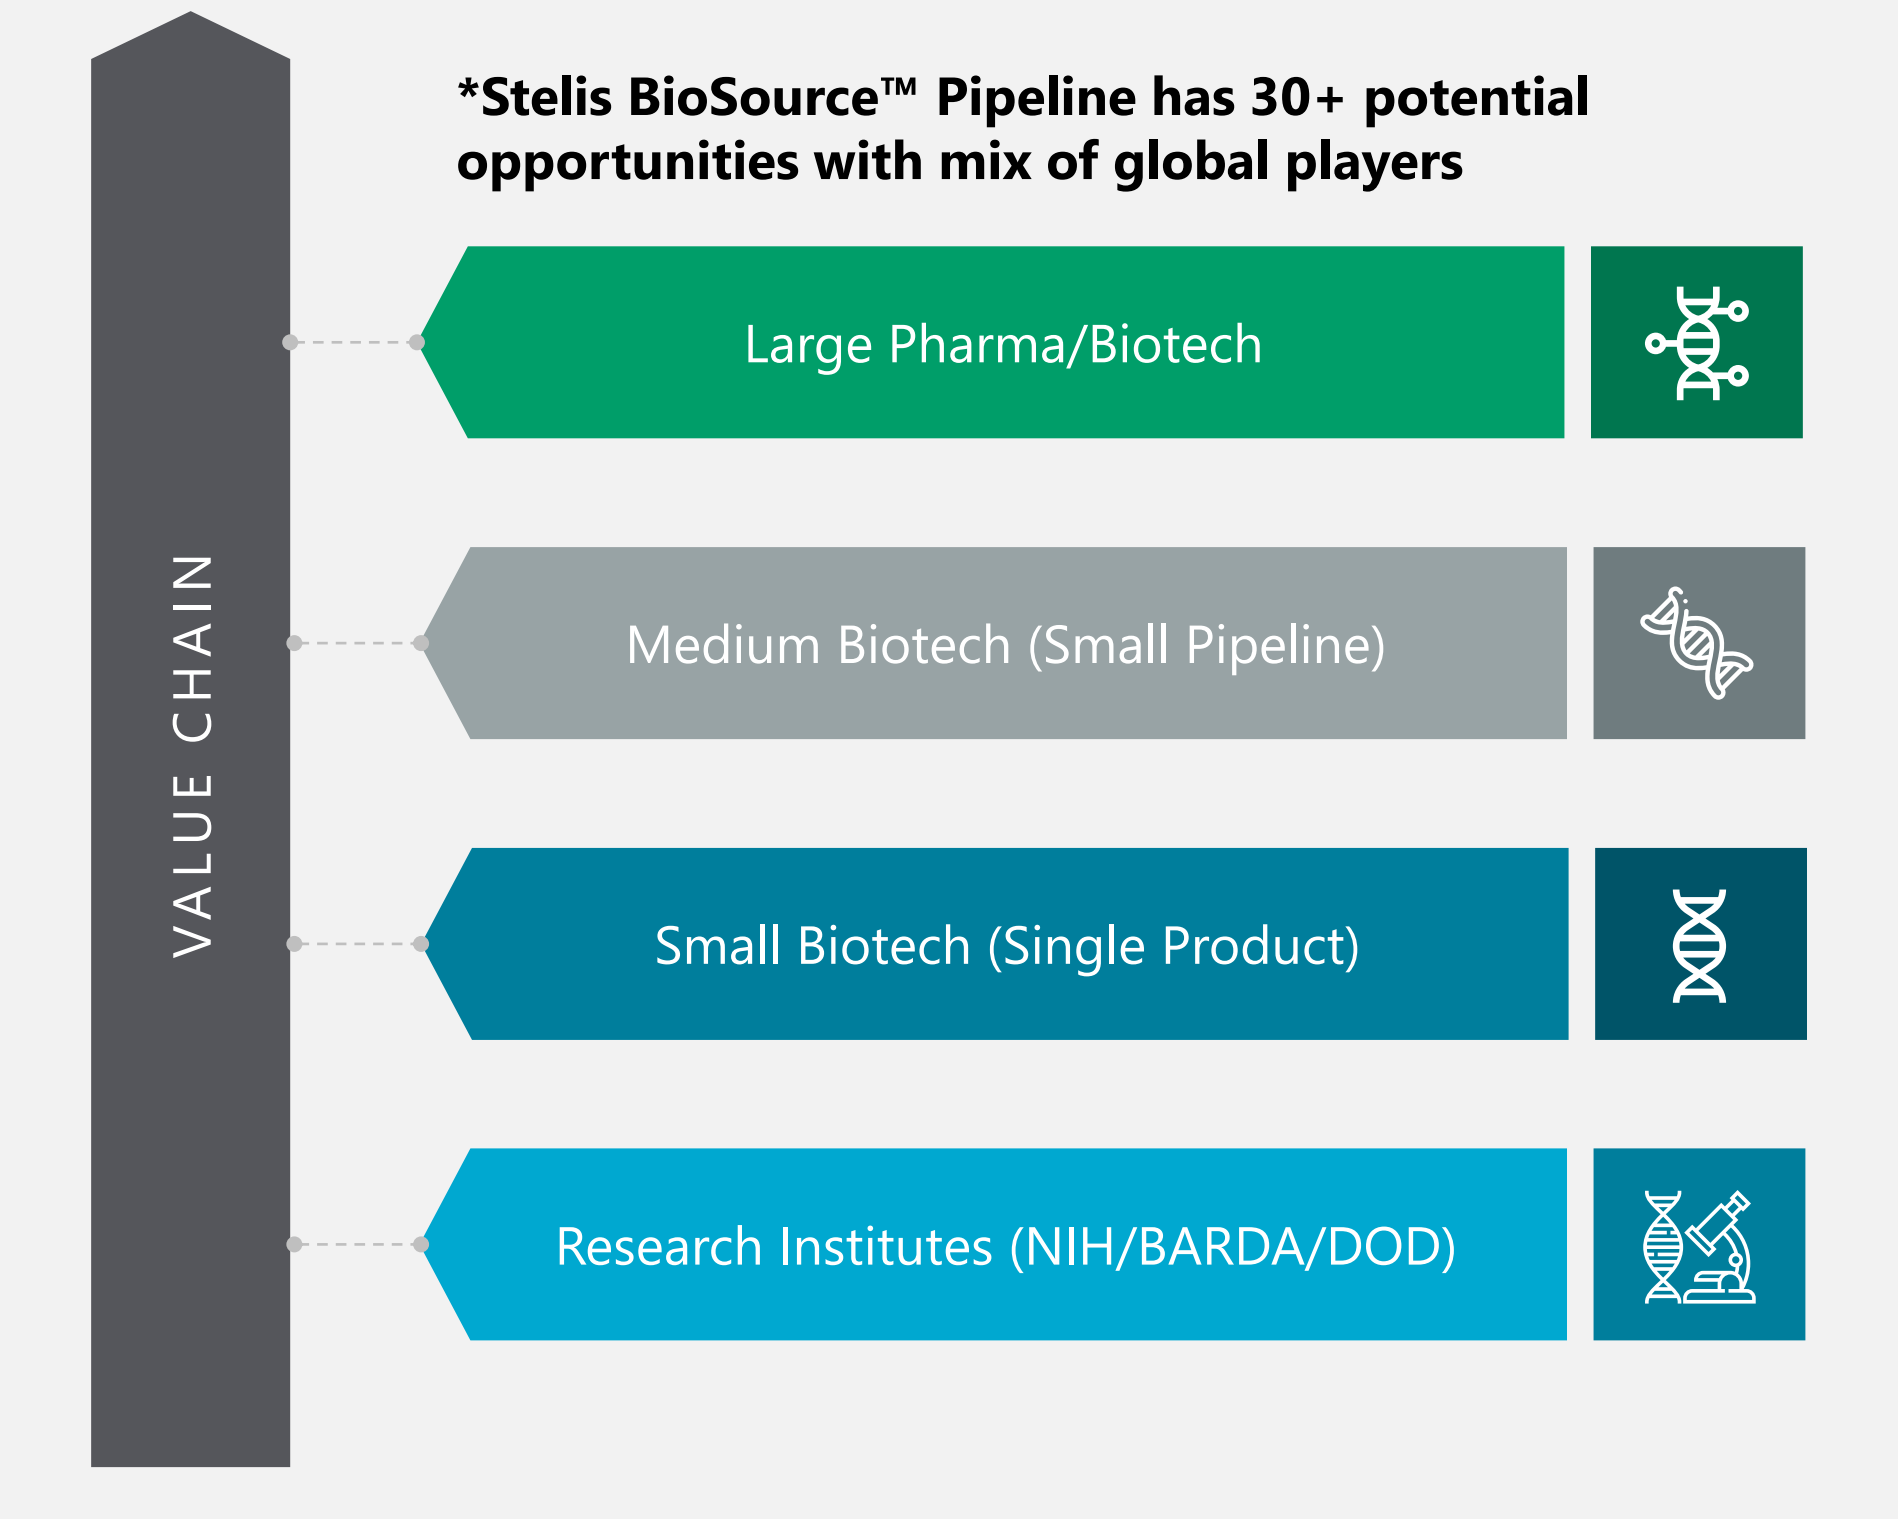 *Stelis BioSource™ Pipeline has 30+ potential
opportunities with mix of global players
VALUE CHAIN
Large Pharma/Biotech
Medium Biotech (Small Pipeline)
Small Biotech (Single Product)
Research Institutes (NIH/BARDA/DOD)